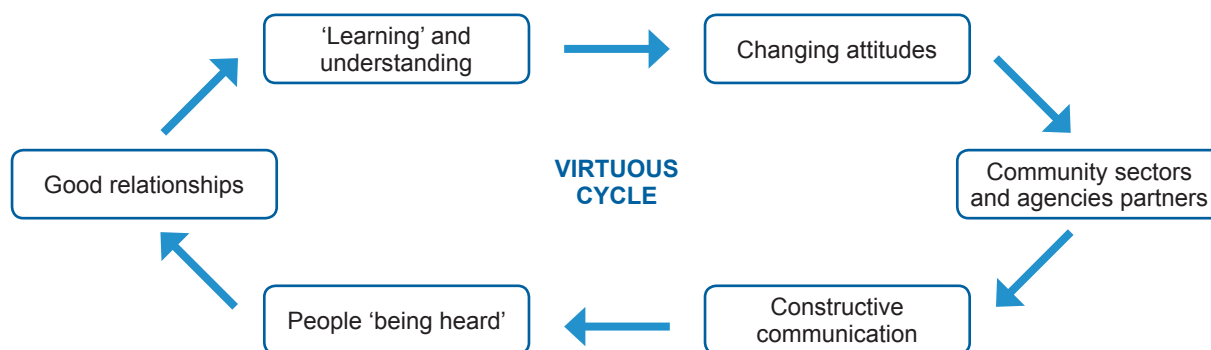 ‘Learning’ and
understanding
Changing attitudes
Good relationships
VIRTUOUS
CYCLE
Community sectors
and agencies partners
People ‘being heard’
Constructive
communication